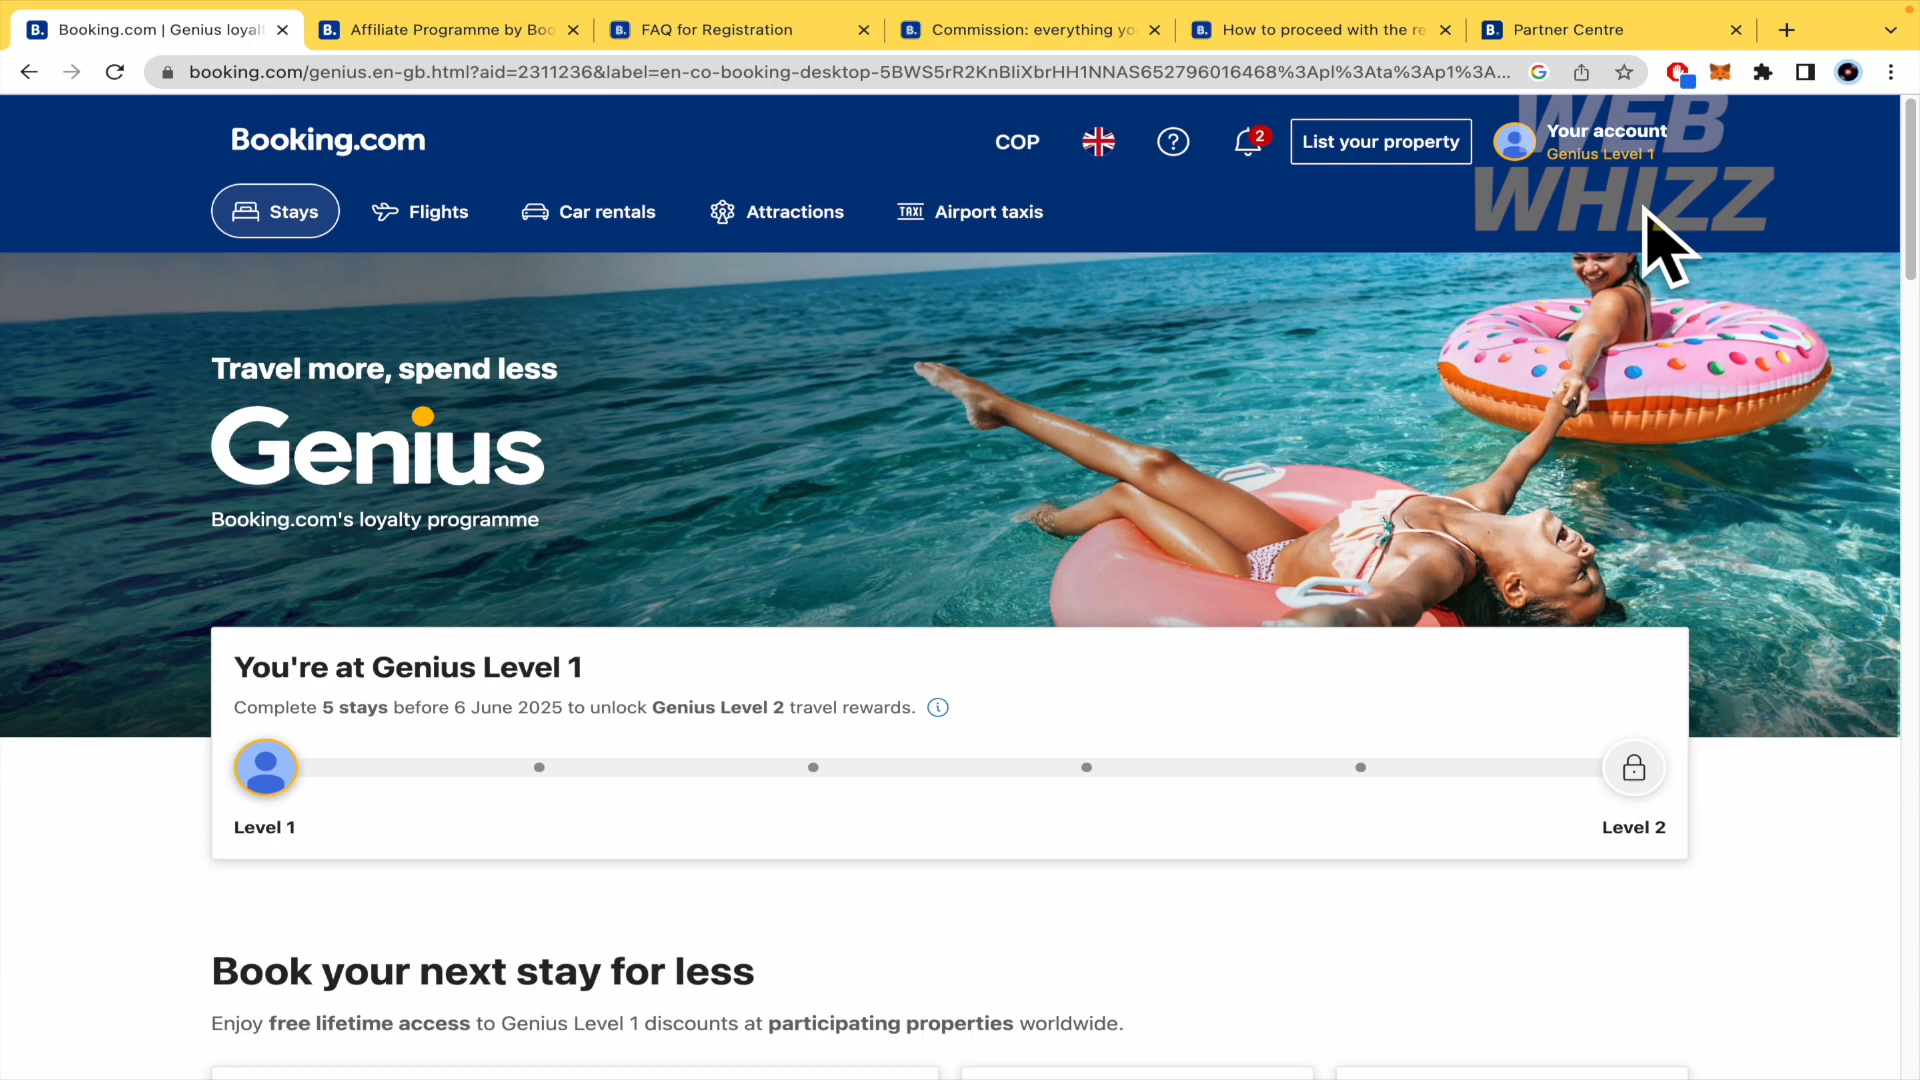 Booking.com | Genius loyal
Affiliate Programme by Boo
FAQ for Registration
Commission: everything yo
How to proceed with the re
Partner Centre
booking.com/genius.en-gb.html?aid=2311236&label=en-co-booking-desktop-5BWS5rR2KnBliXbrHH1NNAS652796016468%3Apl%3Ata%3Ap1%3A...
Booking.com
COP
2
List your property
Your account
Genius Level 1
WEB
WHIZZ
Stays
Flights
Car rentals
Attractions
TAXI
Airport taxis
Travel more, spend less
Genius
Booking.com's loyalty programme
You're at Genius Level 1
Complete 5 stays before 6 June 2025 to unlock Genius Level 2 travel rewards.
Level 1
Level 2
Book your next stay for less
Enjoy free lifetime access to Genius Level 1 discounts at participating properties worldwide.